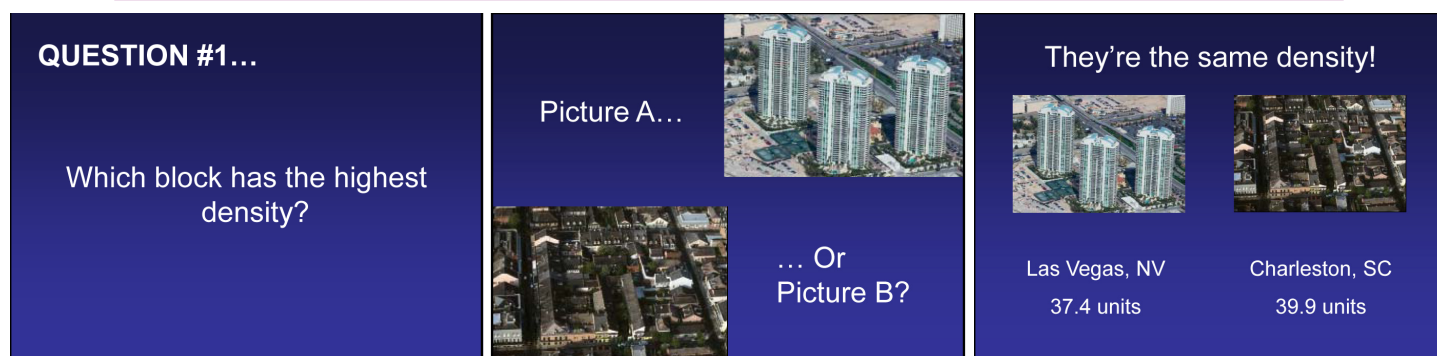 QUESTION #1…
Which block has the highest
density?
Picture A…
… Or
Picture B?
They’re the same density!
Las Vegas, NV
37.4 units
Charleston, SC
39.9 units